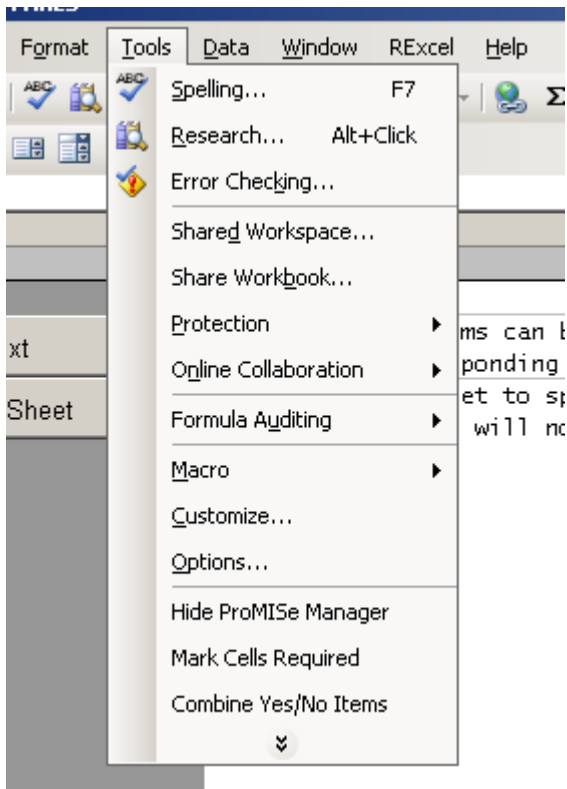 Format Tools Data Window RExcel Help
ABC
ABC Spelling... F7
Research... Alt+Click
Error Checking...
Shared Workspace...
Share Workbook...
Protection
xt
ms can
Online Collaboration
ponding
Sheet
et to sp
Formula Auditing
will no
Macro
Customize...
Options...
Hide ProMISe Manager
Mark Cells Required
Combine Yes/No Items